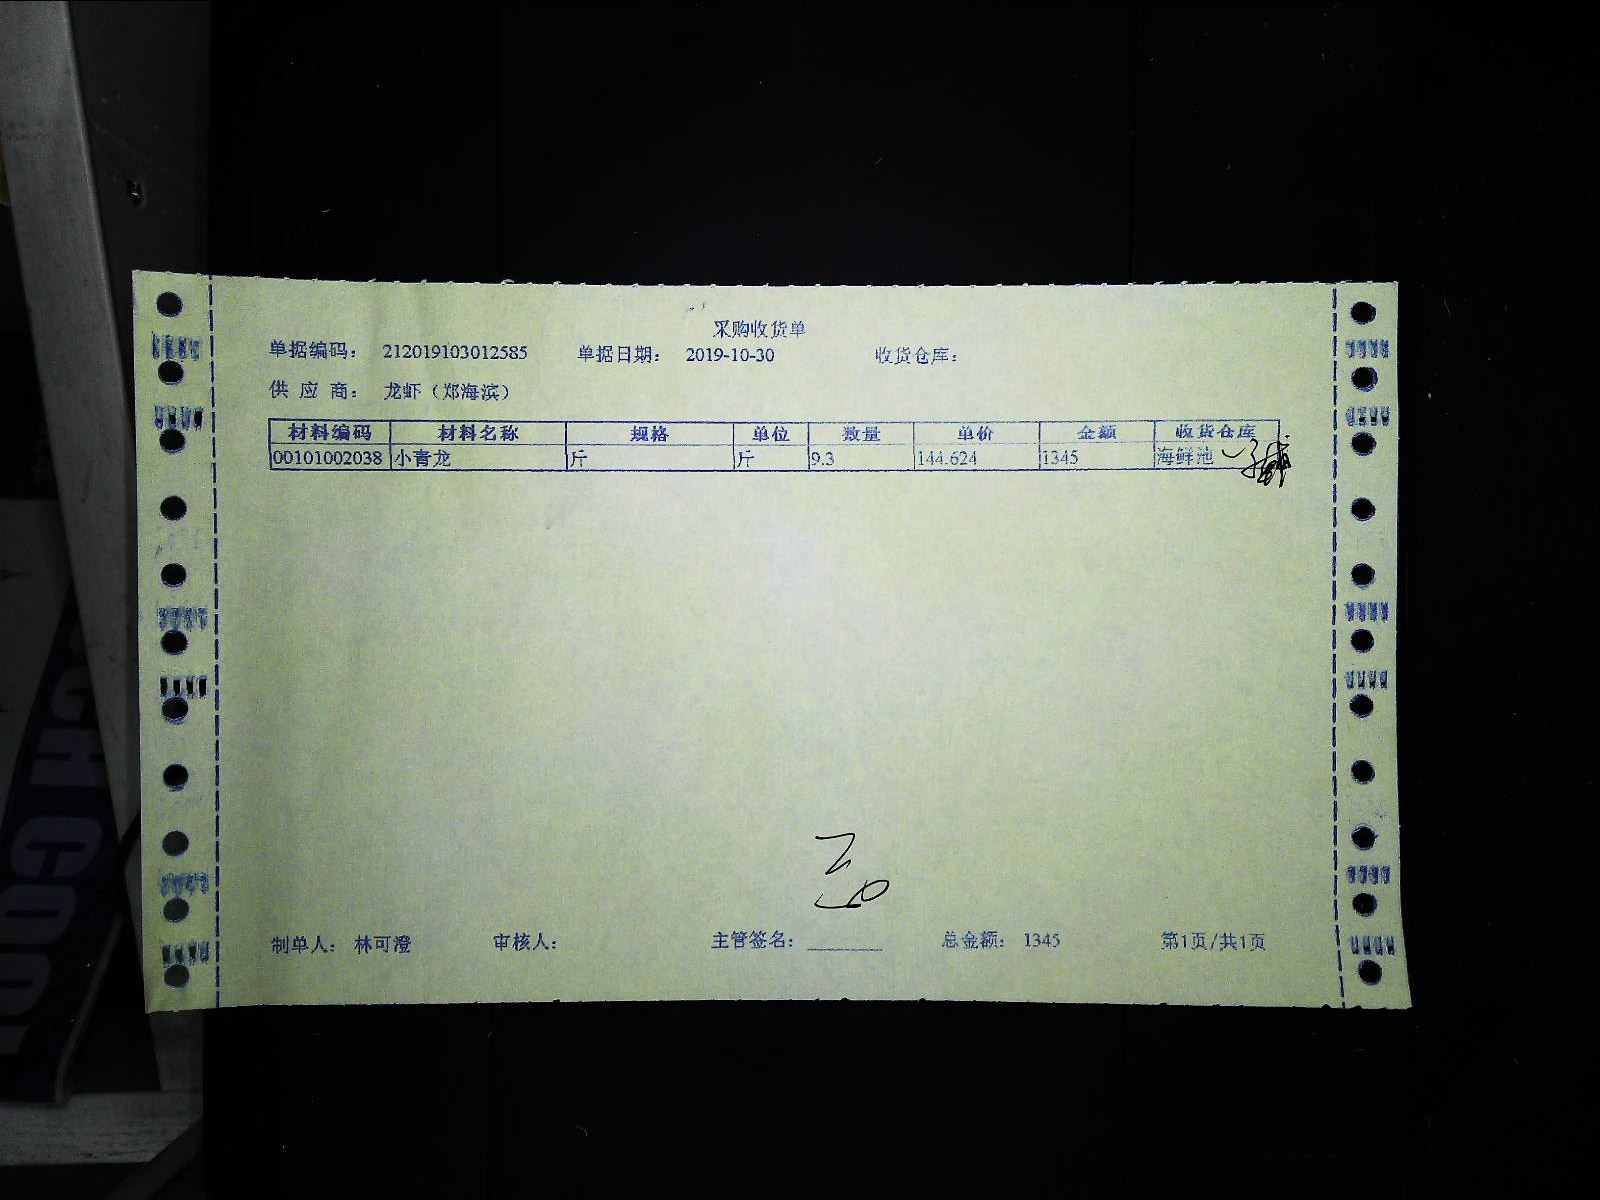 采购收货单
单据编码： 212019103012585 单据日期： 2019-10-30 收货仓库：
供 应 商： 龙虾（郑海滨）
材料编码 材料名称 规格 单位 数量 单价 金额 收货仓库
00101002038 小青龙 斤 斤 9.3 144.624 1345 海鲜池
制单人： 林可澄 审核人： 主管签名： 总金额： 1345 第1页/共1页